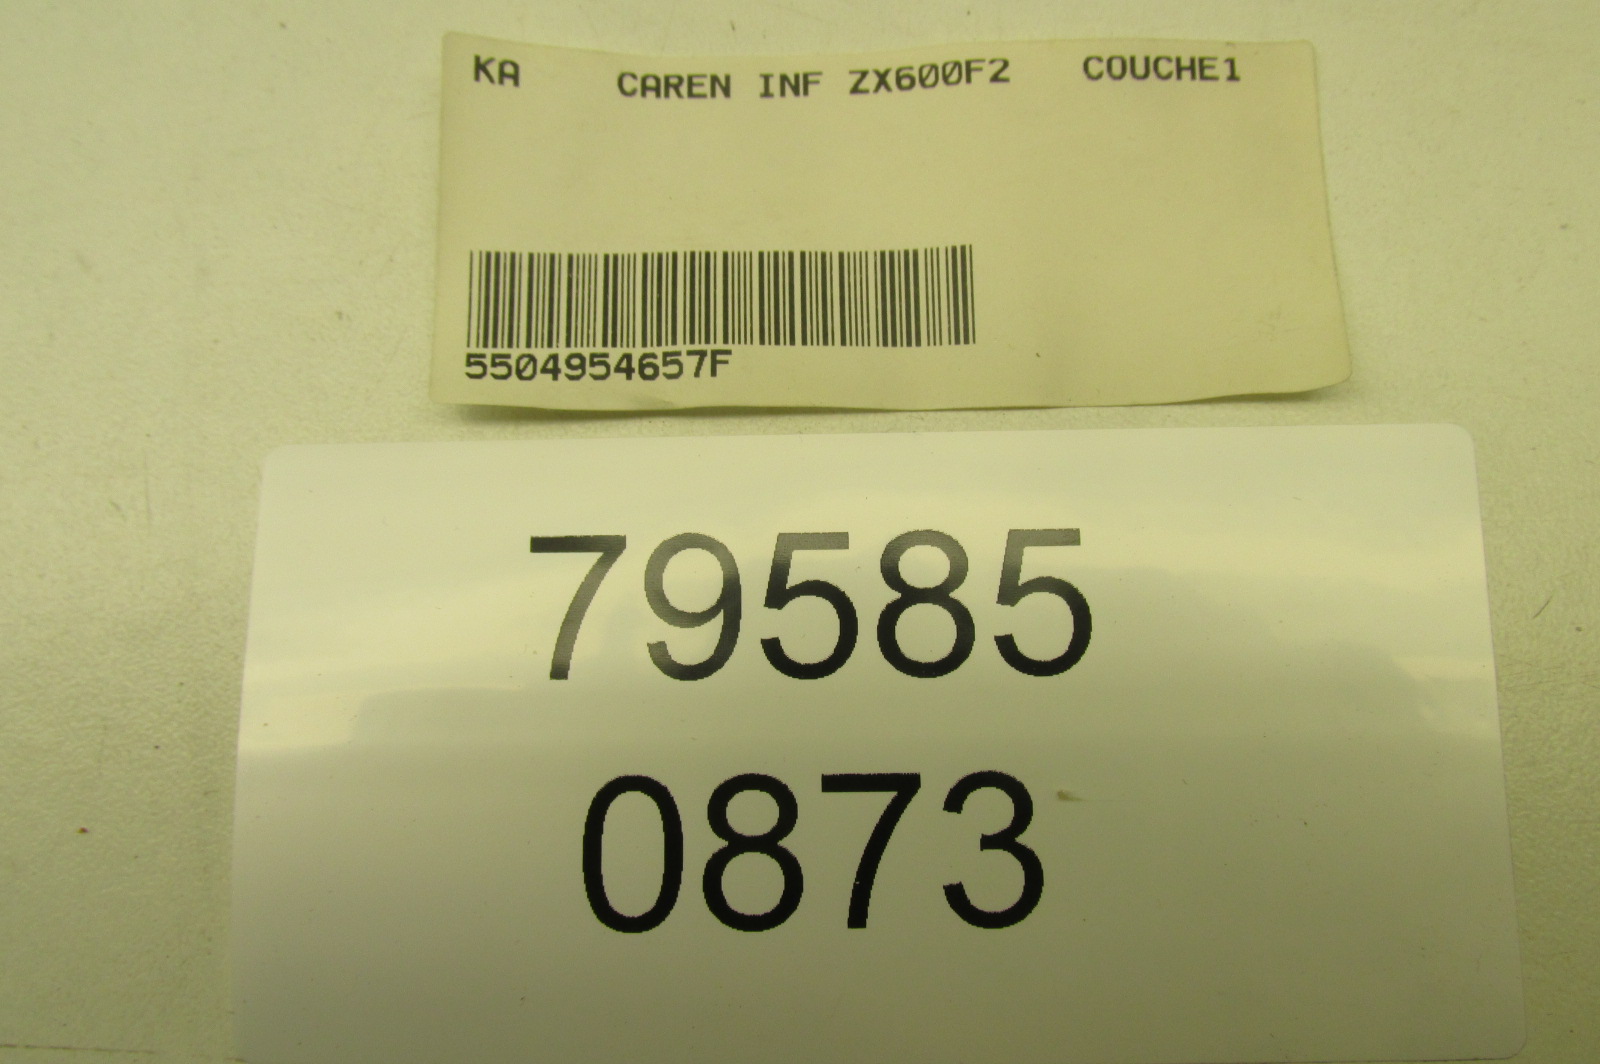 KA CAREN INF ZX600F2 COUCHE1
5504954657F
79585
0873